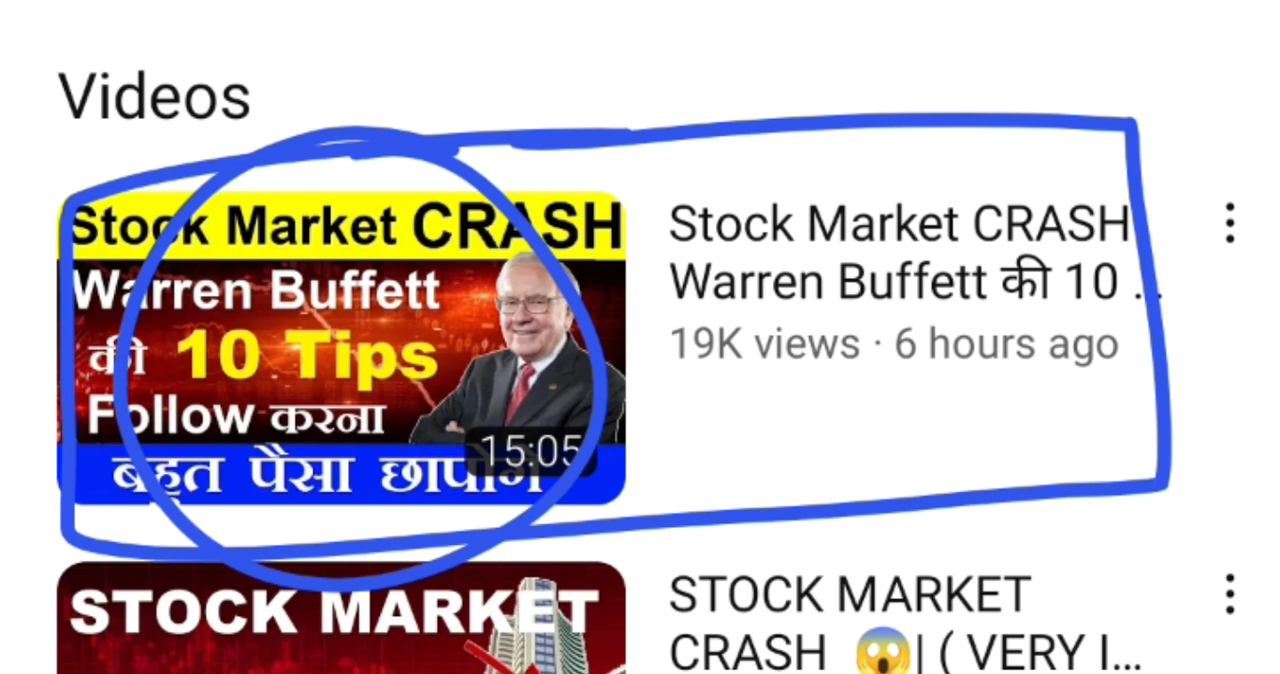 Videos
Stock Market CRASH
Warren Buffett
की 10 Tips
Follow करना
बहुत पैसा छापोगे
15:05
Stock Market CRASH
Warren Buffett की 10 ...
19K views · 6 hours ago
STOCK MARKET
STOCK MARKET
CRASH 😱| ( VERY I...